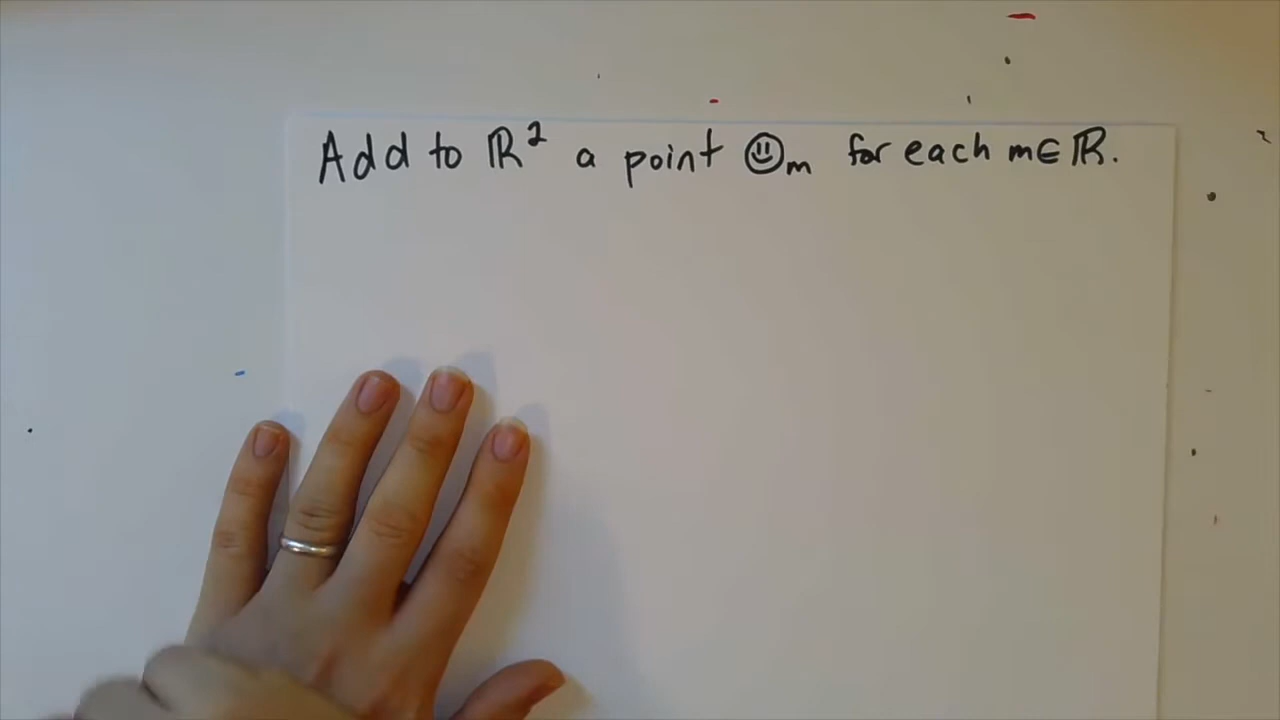 Add to ℝ² a point ☺ₘ for each m∈ℝ.